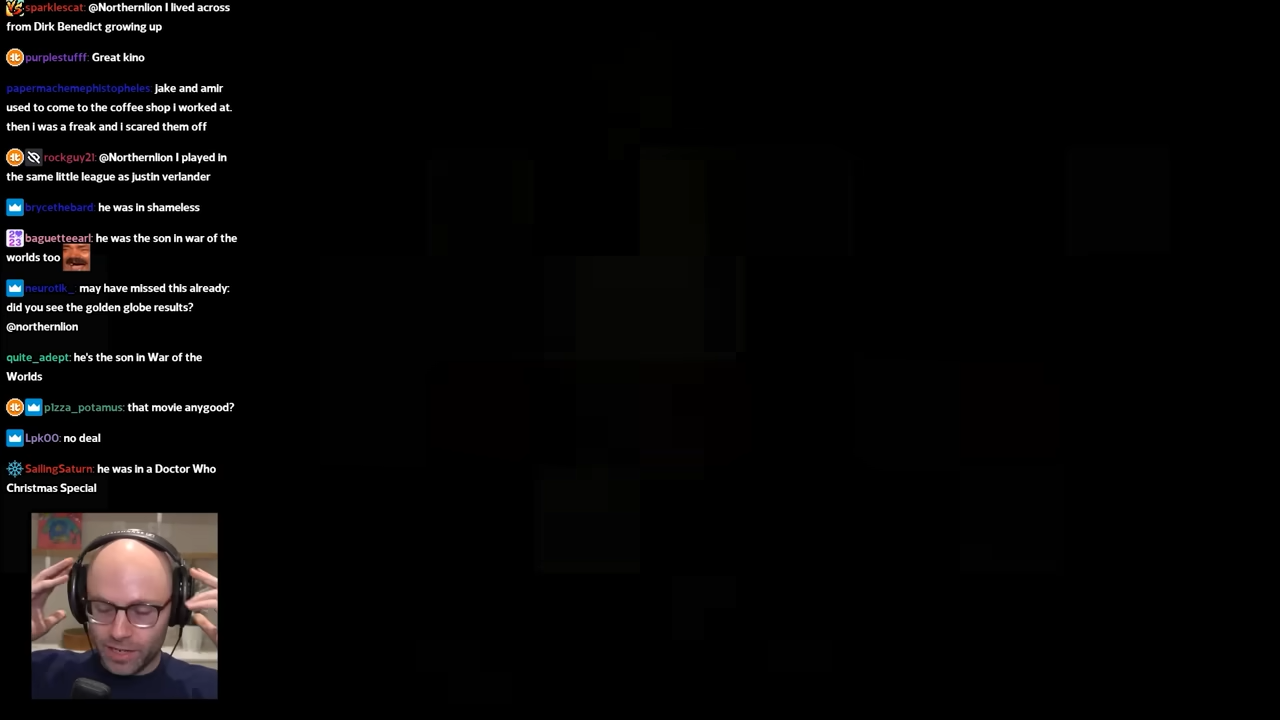 sparklescat: @Northernlion I lived across
from Dirk Benedict growing up
purplestufff: Great kino
papermachemephistopheles: jake and amir
used to come to the coffee shop I worked at.
then i was a freak and i scared them off
rockguy21: @Northernlion I played in
the same little league as justin verlander
brycethebard: he was in shameless
baguetteearl: he was the son in war of the
worlds too
neurotik_ may have missed this already:
did you see the golden globe results?
@northernlion
quite_adept: he's the son in War of the
Worlds
p1zza_potamus: that movie anygood?
Lpk00: no deal
SailingSaturn: he was in a Doctor Who
Christmas Special